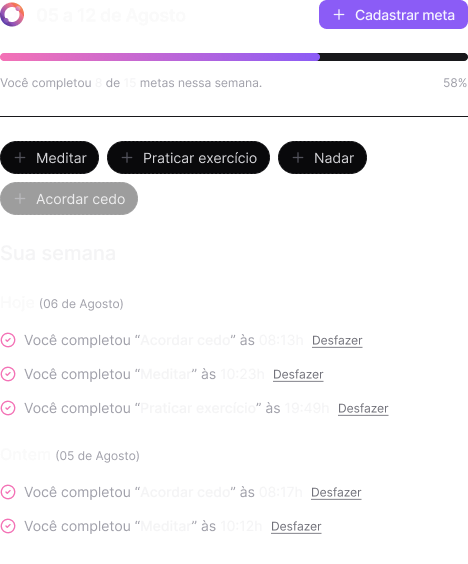 05 a 12 de Agosto
+ Cadastrar meta
Você completou 8 de 15 metas nessa semana.
58%
+ Meditar
+ Praticar exercício
+ Nadar
+ Acordar cedo
Sua semana
Hoje (06 de Agosto)
Você completou “Acordar cedo” às 08:13h Desfazer
Você completou “Meditar” às 10:23h Desfazer
Você completou “Praticar exercício” às 19:49h Desfazer
Ontem (05 de Agosto)
Você completou “Acordar cedo” às 08:17h Desfazer
Você completou “Meditar” às 10:12h Desfazer